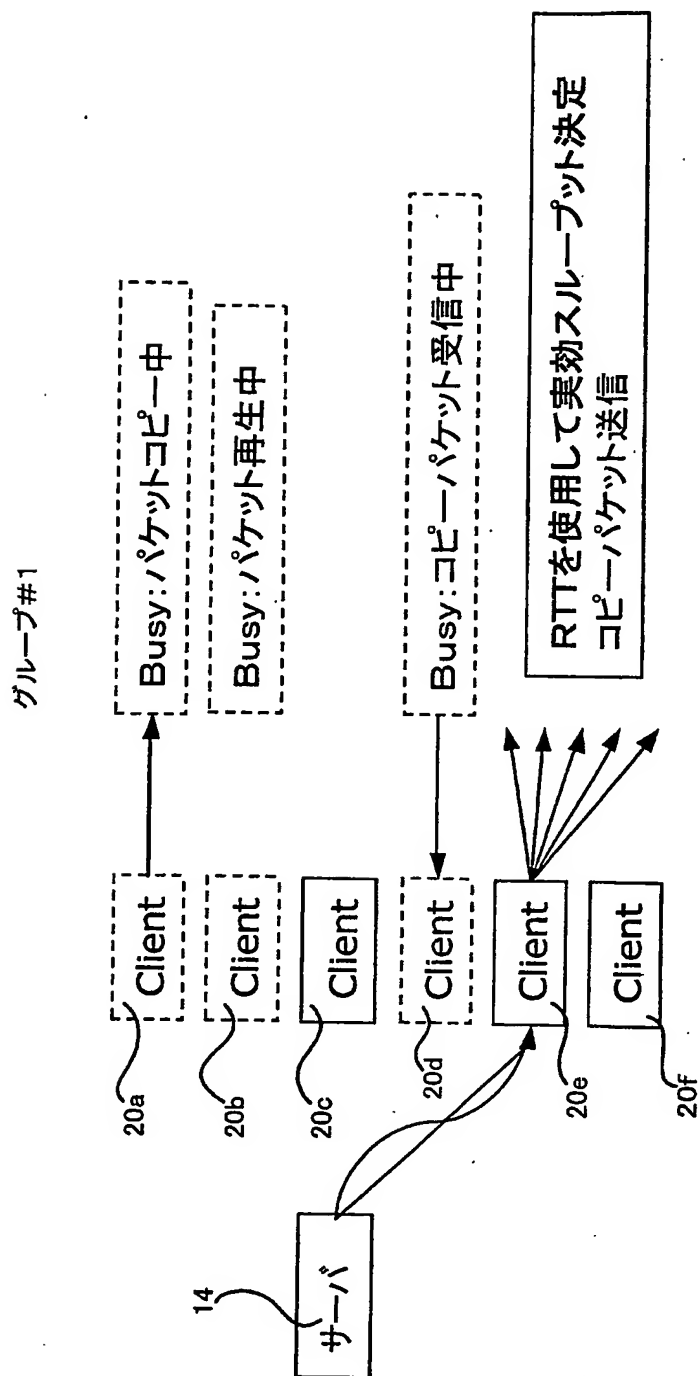 グループ#1
Busy:パケットコピー中
Busy:パケット再生中
Busy:コピーパケット受信中
RTTを使用して実効スループット決定
コピーパケット送信
Client
20a
Client
20b
Client
20c
Client
20d
Client
20e
Client
20f
サーバ
14